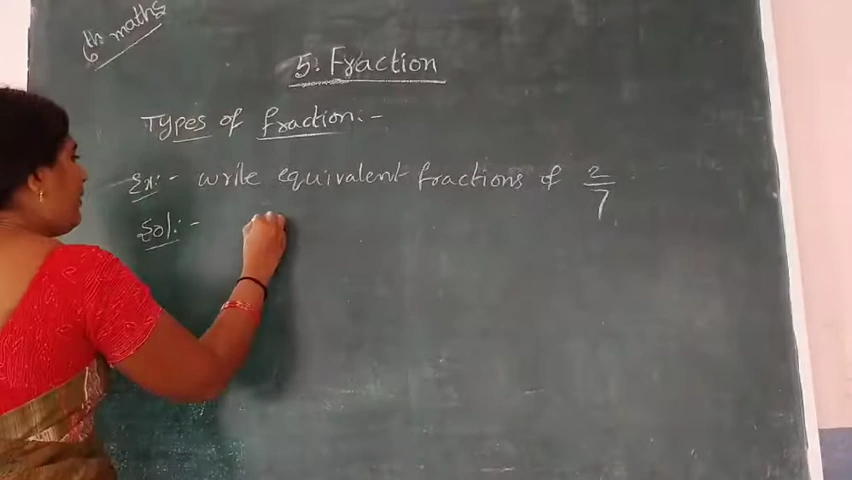 6th maths
5. Fraction
Types of fraction:-
Ex:- write equivalent fractions of 2/7
Sol:-